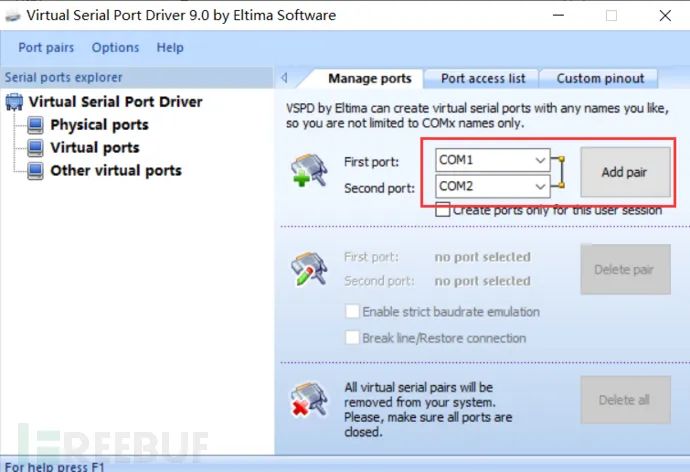 Virtual Serial Port Driver 9.0 by Eltima Software
Port pairs Options Help
Serial ports explorer
Virtual Serial Port Driver
Physical ports
Virtual ports
Other virtual ports
Manage ports Port access list Custom pinout
VSPD by Eltima can create virtual serial ports with any names you like,
so you are not limited to COMx names only.
First port: COM1
Second port: COM2
Add pair
Create ports only for this user session
First port: no port selected
Second port: no port selected
Delete pair
Enable strict baudrate emulation
Break line/Restore connection
All virtual serial pairs will be
removed from your system.
Please, make sure all ports are
closed.
Delete all
FREEBUF
For help press F1